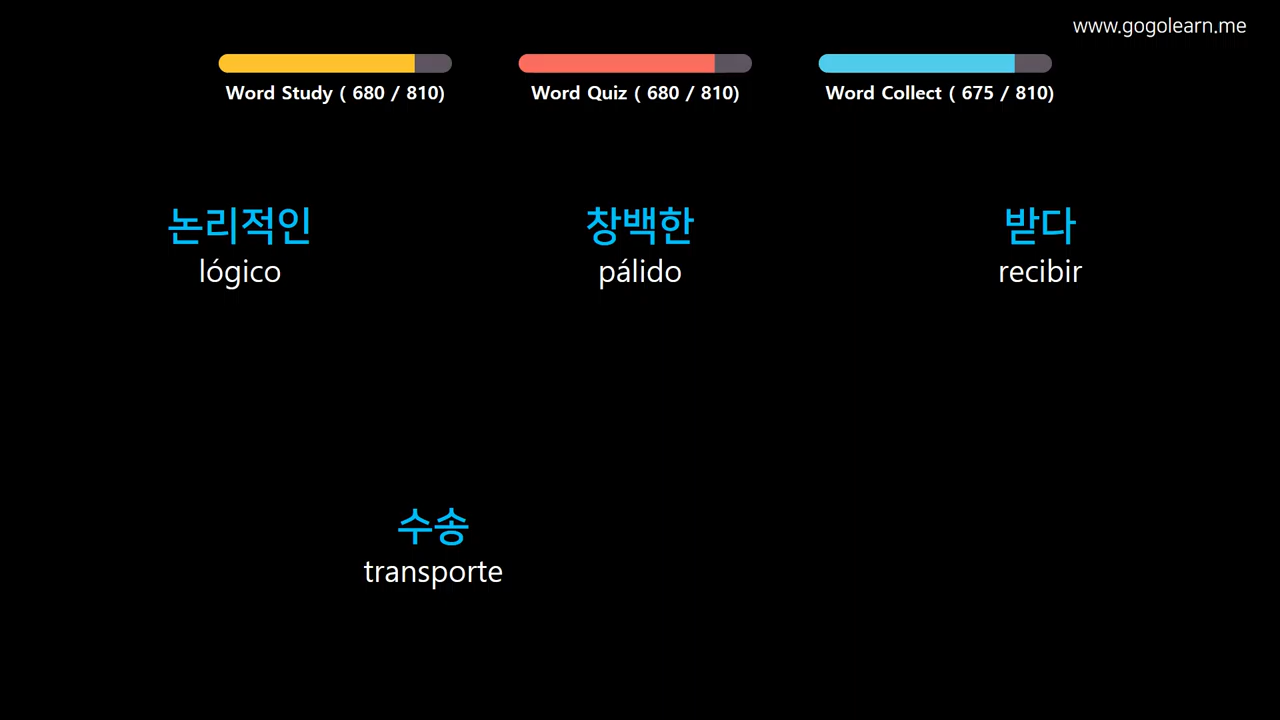 www.gogolearn.me
Word Study ( 680 / 810)
Word Quiz ( 680 / 810)
Word Collect ( 675 / 810)
논리적인
lógico
창백한
pálido
받다
recibir
수송
transporte